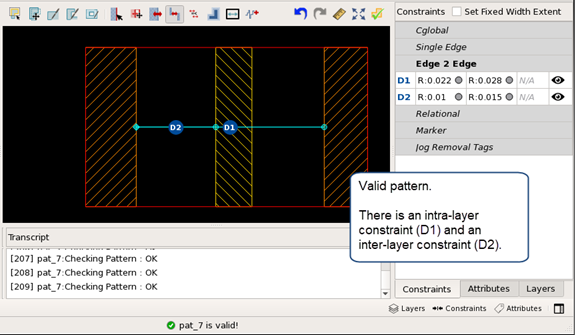 Constraints Set Fixed Width Extent
Cglobal
Single Edge
Edge 2 Edge
D1 R:0.022 R:0.028 N/A
D2 R:0.01 R:0.015 N/A
Relational
Marker
Jog Removal Tags
D2 D1
Valid pattern.
There is an intra-layer
constraint (D1) and an
inter-layer constraint (D2).
Transcript
[207] pat_7:Checking Pattern : OK
[208] pat_7:Checking Pattern : OK
[209] pat_7:Checking Pattern : OK
Constraints Attributes Layers
Layers Constraints Attributes
pat_7 is valid!